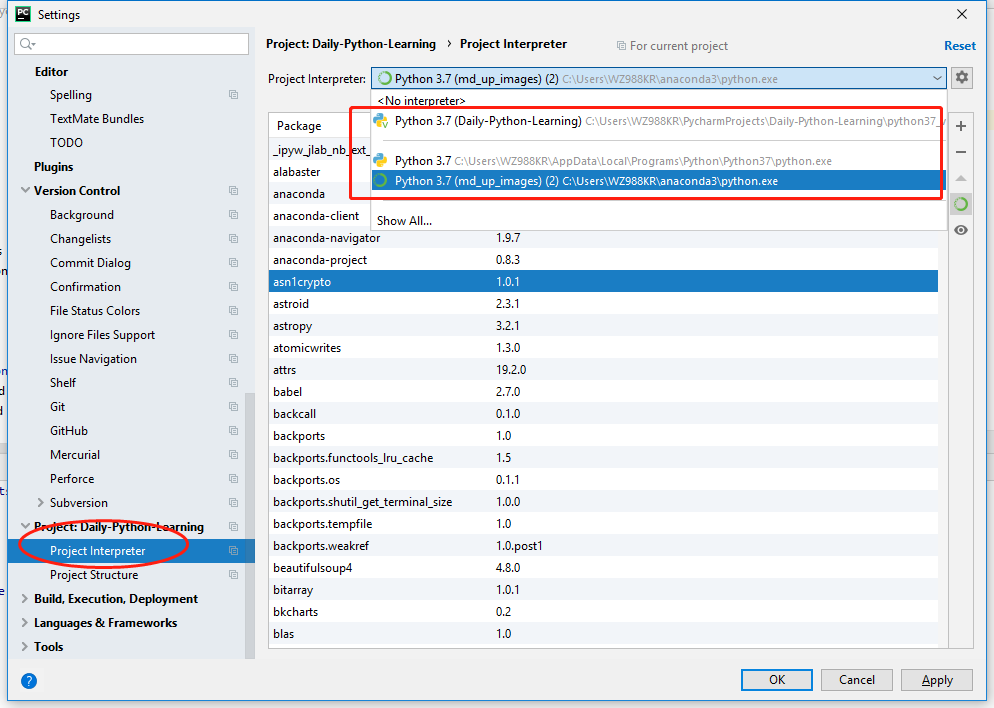 PC Settings
Project: Daily-Python-Learning › Project Interpreter For current project Reset
Project Interpreter: Python 3.7 (md_up_images) (2) C:\Users\WZ988KR\anaconda3\python.exe
<No interpreter>
Python 3.7 (Daily-Python-Learning) C:\Users\WZ988KR\PycharmProjects\Daily-Python-Learning\python37_v
Python 3.7 C:\Users\WZ988KR\AppData\Local\Programs\Python\Python37\python.exe
Python 3.7 (md_up_images) (2) C:\Users\WZ988KR\anaconda3\python.exe
Show All...
Editor
Spelling
TextMate Bundles
TODO
Plugins
Version Control
Background
Changelists
Commit Dialog
Confirmation
File Status Colors
Ignore Files Support
Issue Navigation
Shelf
Git
GitHub
Mercurial
Perforce
Subversion
Project: Daily-Python-Learning
Project Interpreter
Project Structure
Build, Execution, Deployment
Languages & Frameworks
Tools
Package
_ipyw_jlab_nb_ext_
alabaster
anaconda
anaconda-client
anaconda-navigator 1.9.7
anaconda-project 0.8.3
asn1crypto 1.0.1
astroid 2.3.1
astropy 3.2.1
atomicwrites 1.3.0
attrs 19.2.0
babel 2.7.0
backcall 0.1.0
backports 1.0
backports.functools_lru_cache 1.5
backports.os 0.1.1
backports.shutil_get_terminal_size 1.0.0
backports.tempfile 1.0
backports.weakref 1.0.post1
beautifulsoup4 4.8.0
bitarray 1.0.1
bkcharts 0.2
blas 1.0
? OK Cancel Apply